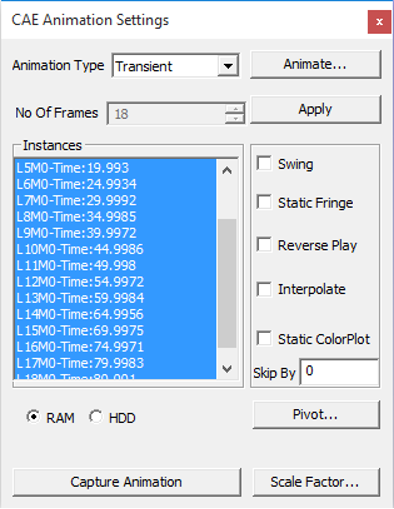 CAE Animation Settings
x
Animation Type Transient Animate...
No Of Frames 18 Apply
Instances
L5M0-Time:19.993
L6M0-Time:24.9934
L7M0-Time:29.9992
L8M0-Time:34.9985
L9M0-Time:39.9972
L10M0-Time:44.9986
L11M0-Time:49.998
L12M0-Time:54.9972
L13M0-Time:59.9984
L14M0-Time:64.9956
L15M0-Time:69.9975
L16M0-Time:74.9971
L17M0-Time:79.9983
Swing
Static Fringe
Reverse Play
Interpolate
Static ColorPlot
Skip By 0
RAM HDD Pivot...
Capture Animation Scale Factor...